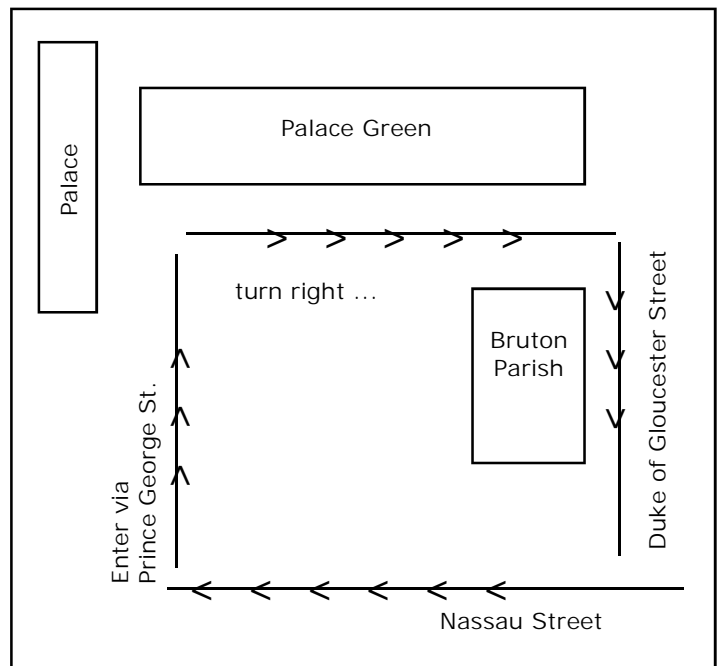 Palace Green
Palace
turn right ...
Bruton
Parish
Duke of Gloucester Street
Enter via
Prince George St.
Nassau Street